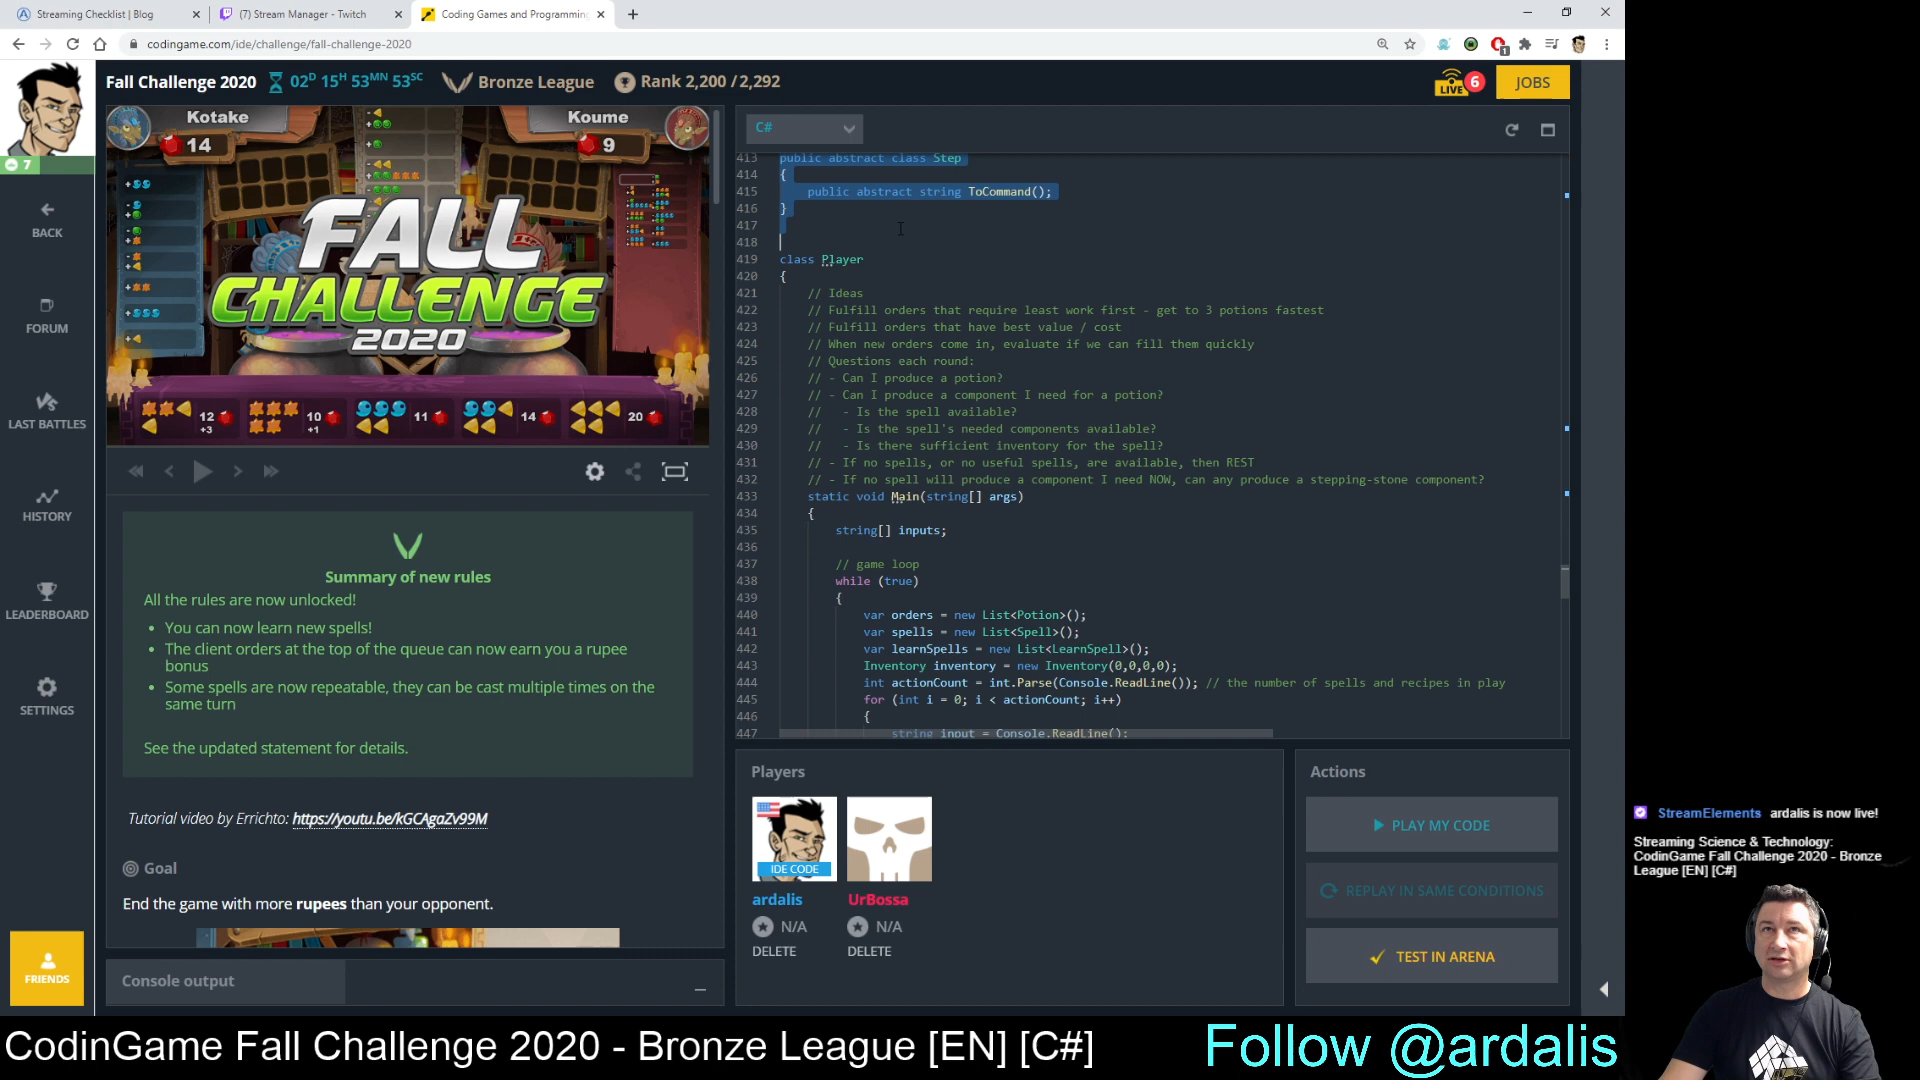 Streaming Checklist | Blog
(7) Stream Manager - Twitch
Coding Games and Programming
codingame.com/ide/challenge/fall-challenge-2020
Fall Challenge 2020
02D 15H 53MN 53SC
Bronze League
Rank 2,200 / 2,292
LIVE
6
JOBS
7
BACK
FORUM
LAST BATTLES
HISTORY
LEADERBOARD
SETTINGS
FRIENDS
Kotake
14
Koume
9
FALL
CHALLENGE
2020
12
+3
10
+1
11
14
20
Summary of new rules
All the rules are now unlocked!
• You can now learn new spells!
• The client orders at the top of the queue can now earn you a rupee
bonus
• Some spells are now repeatable, they can be cast multiple times on the
same turn
See the updated statement for details.
Tutorial video by Errichto: https://youtu.be/kGCAgaZv99M
Goal
End the game with more rupees than your opponent.
Console output
C#
413 public abstract class Step
414 {
415 public abstract string ToCommand();
416 }
417
418
419 class Player
420 {
421 // Ideas
422 // Fulfill orders that require least work first - get to 3 potions fastest
423 // Fulfill orders that have best value / cost
424 // When new orders come in, evaluate if we can fill them quickly
425 // Questions each round:
426 // - Can I produce a potion?
427 // - Can I produce a component I need for a potion?
428 // - Is the spell available?
429 // - Is the spell's needed components available?
430 // - Is there sufficient inventory for the spell?
431 // - If no spells, or no useful spells, are available, then REST
432 // - If no spell will produce a component I need NOW, can any produce a stepping-stone component?
433 static void Main(string[] args)
434 {
435 string[] inputs;
436
437 // game loop
438 while (true)
439 {
440 var orders = new List<Potion>();
441 var spells = new List<Spell>();
442 var learnSpells = new List<LearnSpell>();
443 Inventory inventory = new Inventory(0,0,0,0);
444 int actionCount = int.Parse(Console.ReadLine()); // the number of spells and recipes in play
445 for (int i = 0; i < actionCount; i++)
446 {
447 string input = Console.ReadLine();
Players
IDE CODE
ardalis
N/A
DELETE
UrBossa
N/A
DELETE
Actions
PLAY MY CODE
REPLAY IN SAME CONDITIONS
TEST IN ARENA
StreamElements ardalis is now live!
Streaming Science & Technology:
CodinGame Fall Challenge 2020 - Bronze
League [EN] [C#]
CodinGame Fall Challenge 2020 - Bronze League [EN] [C#]
Follow @ardalis